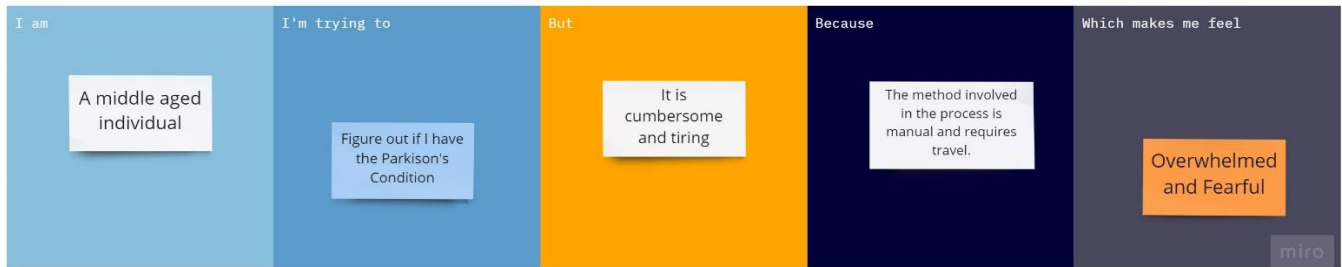 I am
A middle aged
individual
I'm trying to
Figure out if I have
the Parkison's
Condition
But
It is
cumbersome
and tiring
Because
The method involved
in the process is
manual and requires
travel.
Which makes me feel
Overwhelmed
and Fearful
miro